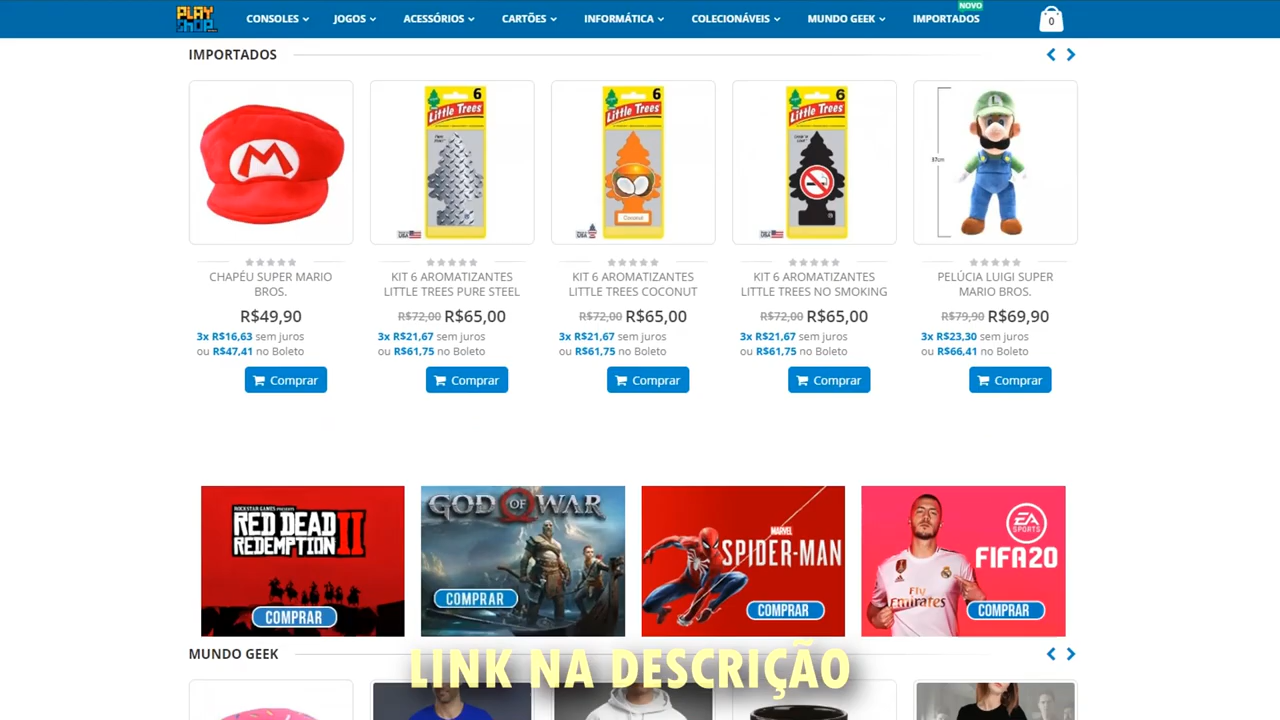 PLAY
SHOP
CONSOLES
JOGOS
ACESSÓRIOS
CARTÕES
INFORMÁTICA
COLECIONÁVEIS
MUNDO GEEK
NOVO
IMPORTADOS
0
IMPORTADOS
M
6
Little Trees
6
Little Trees
Coconut
6
Little Trees
L
CHAPÉU SUPER MARIO
BROS.
R$49,90
3x R$16,63 sem juros
ou R$47,41 no Boleto
Comprar
KIT 6 AROMATIZANTES
LITTLE TREES PURE STEEL
R$72,00 R$65,00
3x R$21,67 sem juros
ou R$61,75 no Boleto
Comprar
KIT 6 AROMATIZANTES
LITTLE TREES COCONUT
R$72,00 R$65,00
3x R$21,67 sem juros
ou R$61,75 no Boleto
Comprar
KIT 6 AROMATIZANTES
LITTLE TREES NO SMOKING
R$72,00 R$65,00
3x R$21,67 sem juros
ou R$61,75 no Boleto
Comprar
PELÚCIA LUIGI SUPER
MARIO BROS.
R$79,90 R$69,90
3x R$23,30 sem juros
ou R$66,41 no Boleto
Comprar
ROCKSTAR GAMES PRESENTS
RED DEAD
REDEMPTION II
COMPRAR
GOD OF WAR
COMPRAR
MARVEL
SPIDER-MAN
COMPRAR
EA
SPORTS
FIFA20
Fly
Emirates
COMPRAR
MUNDO GEEK
LINK NA DESCRIÇÃO